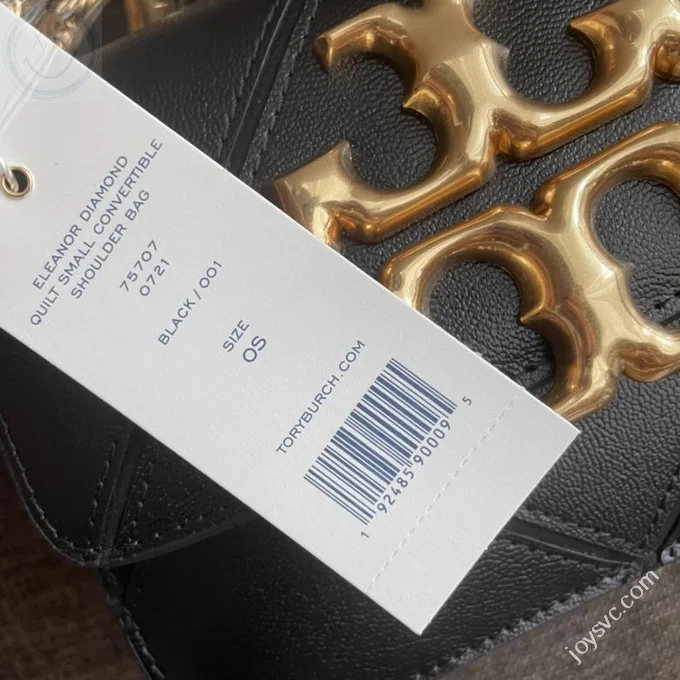 ELEANOR DIAMOND
QUILT SMALL CONVERTIBLE
SHOULDER BAG
75707
0721
BLACK / 001
SIZE
OS
TORYBURCH.COM
1 92485 90009 5
joysvc.com